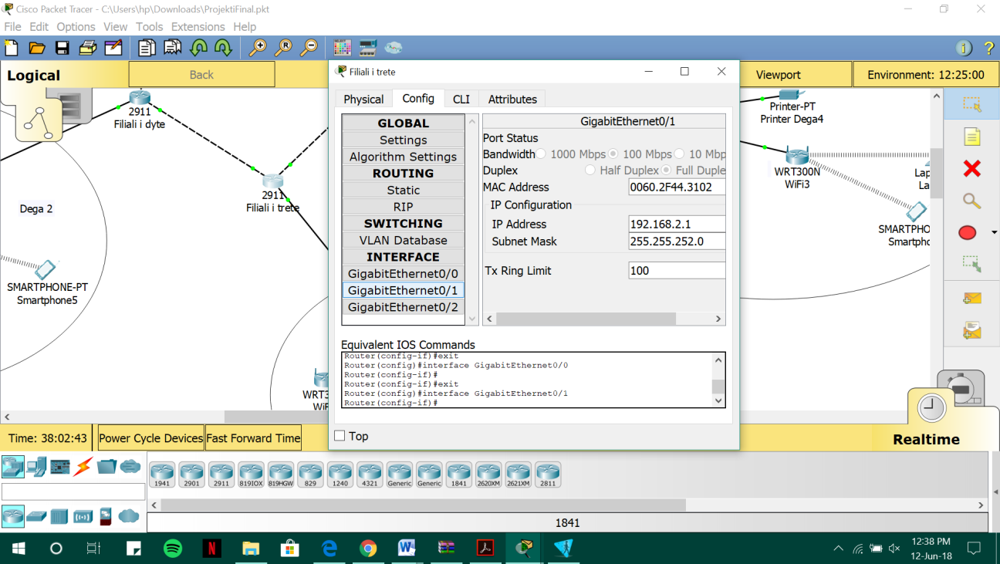 Cisco Packet Tracer - C:\Users\hp\Downloads\ProjektiFinal.pkt
File Edit Options View Tools Extensions Help
Logical
Back
Viewport
Environment: 12:25:00
2911
Filiali i dyte
2911
Filiali i trete
Dega 2
SMARTPHONE-PT
Smartphone5
WRT3
WiF
Filiali i trete
Physical Config CLI Attributes
GLOBAL
Settings
Algorithm Settings
ROUTING
Static
RIP
SWITCHING
VLAN Database
INTERFACE
GigabitEthernet0/0
GigabitEthernet0/1
GigabitEthernet0/2
GigabitEthernet0/1
Port Status
Bandwidth 1000 Mbps 100 Mbps 10 Mbp
Duplex Half Duplex Full Duple
MAC Address 0060.2F44.3102
IP Configuration
IP Address 192.168.2.1
Subnet Mask 255.255.252.0
Tx Ring Limit 100
Equivalent IOS Commands
Router(config-if)#exit
Router(config)#interface GigabitEthernet0/0
Router(config-if)#
Router(config-if)#exit
Router(config)#interface GigabitEthernet0/1
Router(config-if)#
Top
Printer-PT
Printer Dega4
WRT300N
WiFi3
Lap
La
SMARTPHO
Smartpho
Time: 38:02:43 Power Cycle Devices Fast Forward Time
Realtime
1941 2901 2911 819IOX 819HGW 829 1240 4321 Generic Generic 1841 2620XM 2621XM 2811
1841
12:38 PM
12-Jun-18